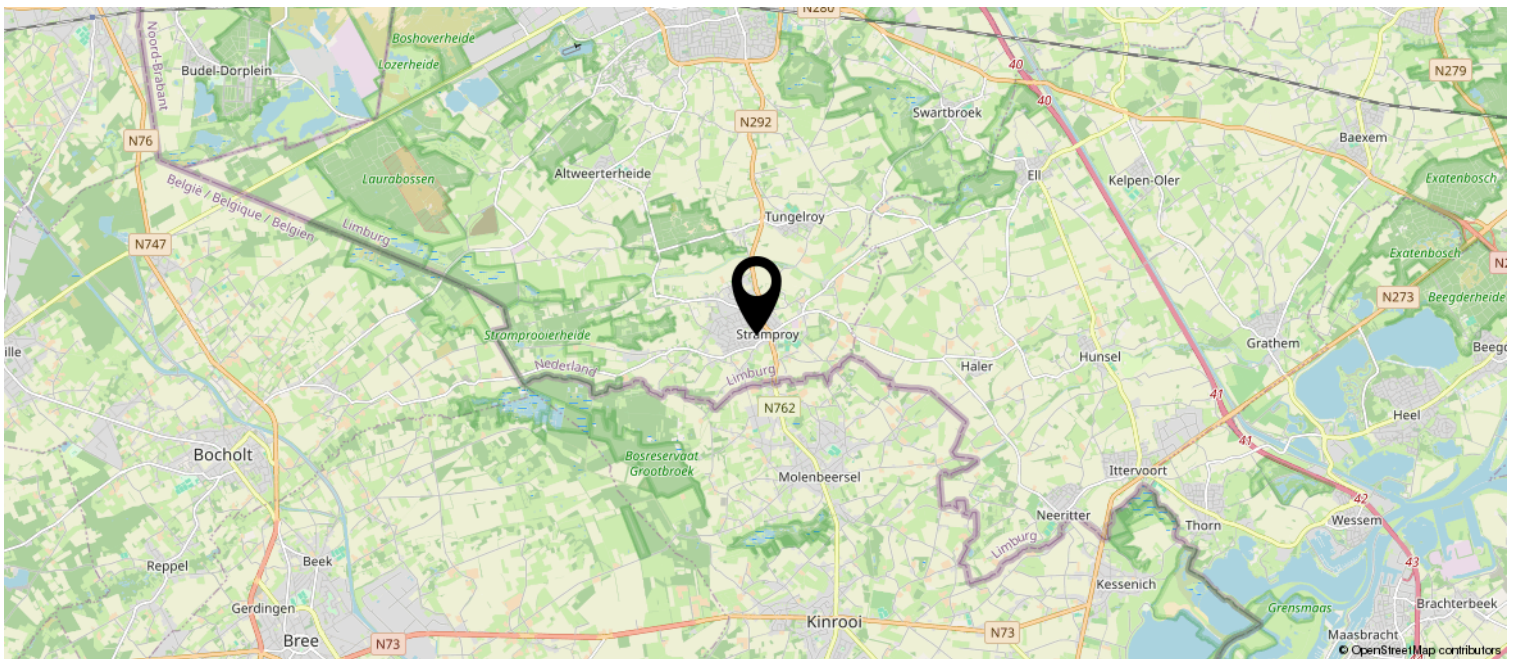 N280
Boshoverheide
Noord-Brabant
Lozerheide
Budel-Dorplein
40
N279
40
Swartbroek
N292
N76
Baexem
Altweerterheide
Laurabossen
Ell
Kelpen-Oler
Exatenbosch
België / Belgique / Belgien
Limburg
Tungelroy
N747
Exatenbosch
N2
N273
Beegderheide
Stramprooierheide
Stramproy
Grathem
ille
Beeg
Hunsel
Nederland
Limburg
Haler
41
N762
Heel
41
Bocholt
Bosreservaat
Grootbroek
Ittervoort
Molenbeersel
42
Neeritter
Wessem
Thorn
Limburg
Beek
Reppel
43
Kessenich
Gerdingen
Grensmaas
Brachterbeek
Kinrooi
N73
Bree
N73
Maasbracht
© OpenStreetMap contributors